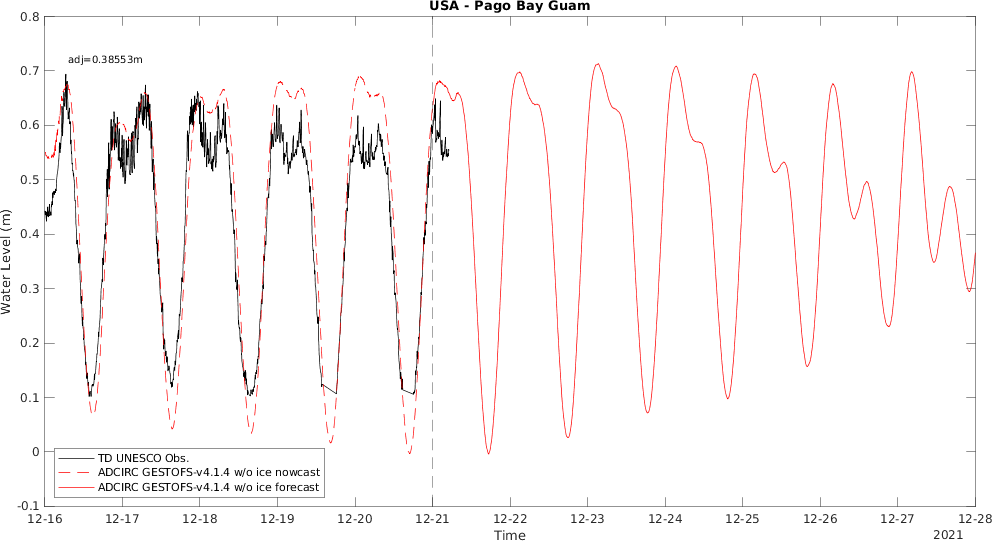 USA - Pago Bay Guam
adj=0.38553m
0.8
0.7
0.6
0.5
0.4
0.3
0.2
0.1
0
-0.1
Water Level (m)
TD UNESCO Obs.
ADCIRC GESTOFS-v4.1.4 w/o ice nowcast
ADCIRC GESTOFS-v4.1.4 w/o ice forecast
12-16 12-17 12-18 12-19 12-20 12-21 12-22 12-23 12-24 12-25 12-26 12-27 12-28
Time
2021